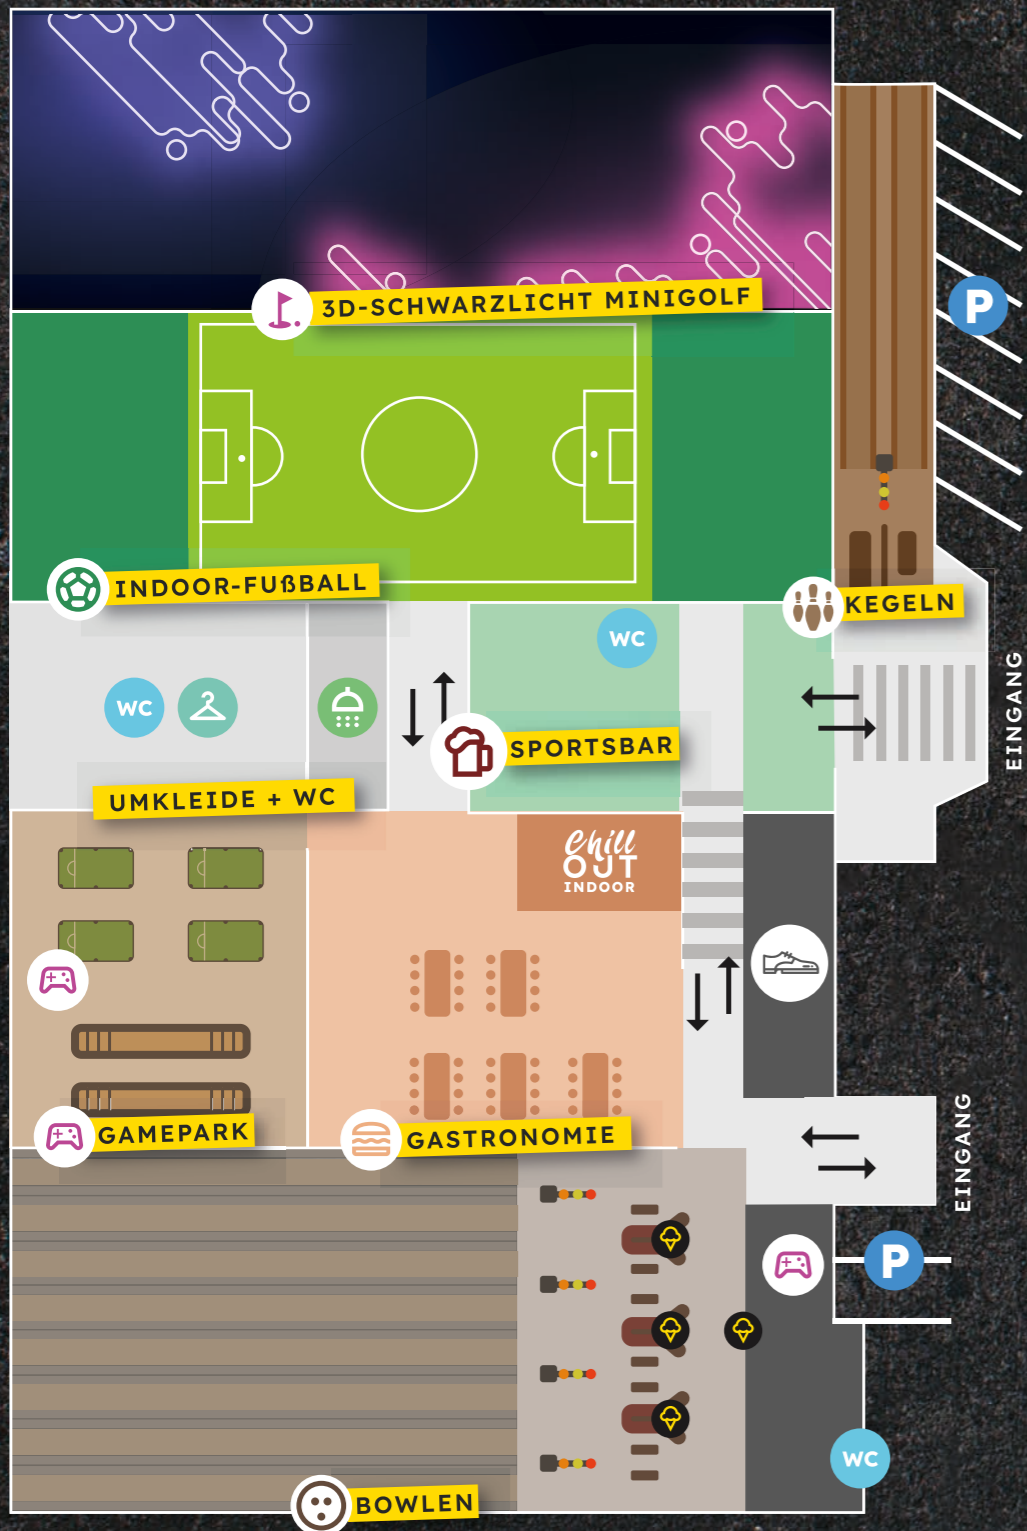 3D-SCHWARZLICHT MINIGOLF
P
INDOOR-FUßBALL
KEGELN
WC
EINGANG
WC
SPORTSBAR
UMKLEIDE + WC
Chill
OUT
INDOOR
GAMEPARK
GASTRONOMIE
EINGANG
P
WC
BOWLEN